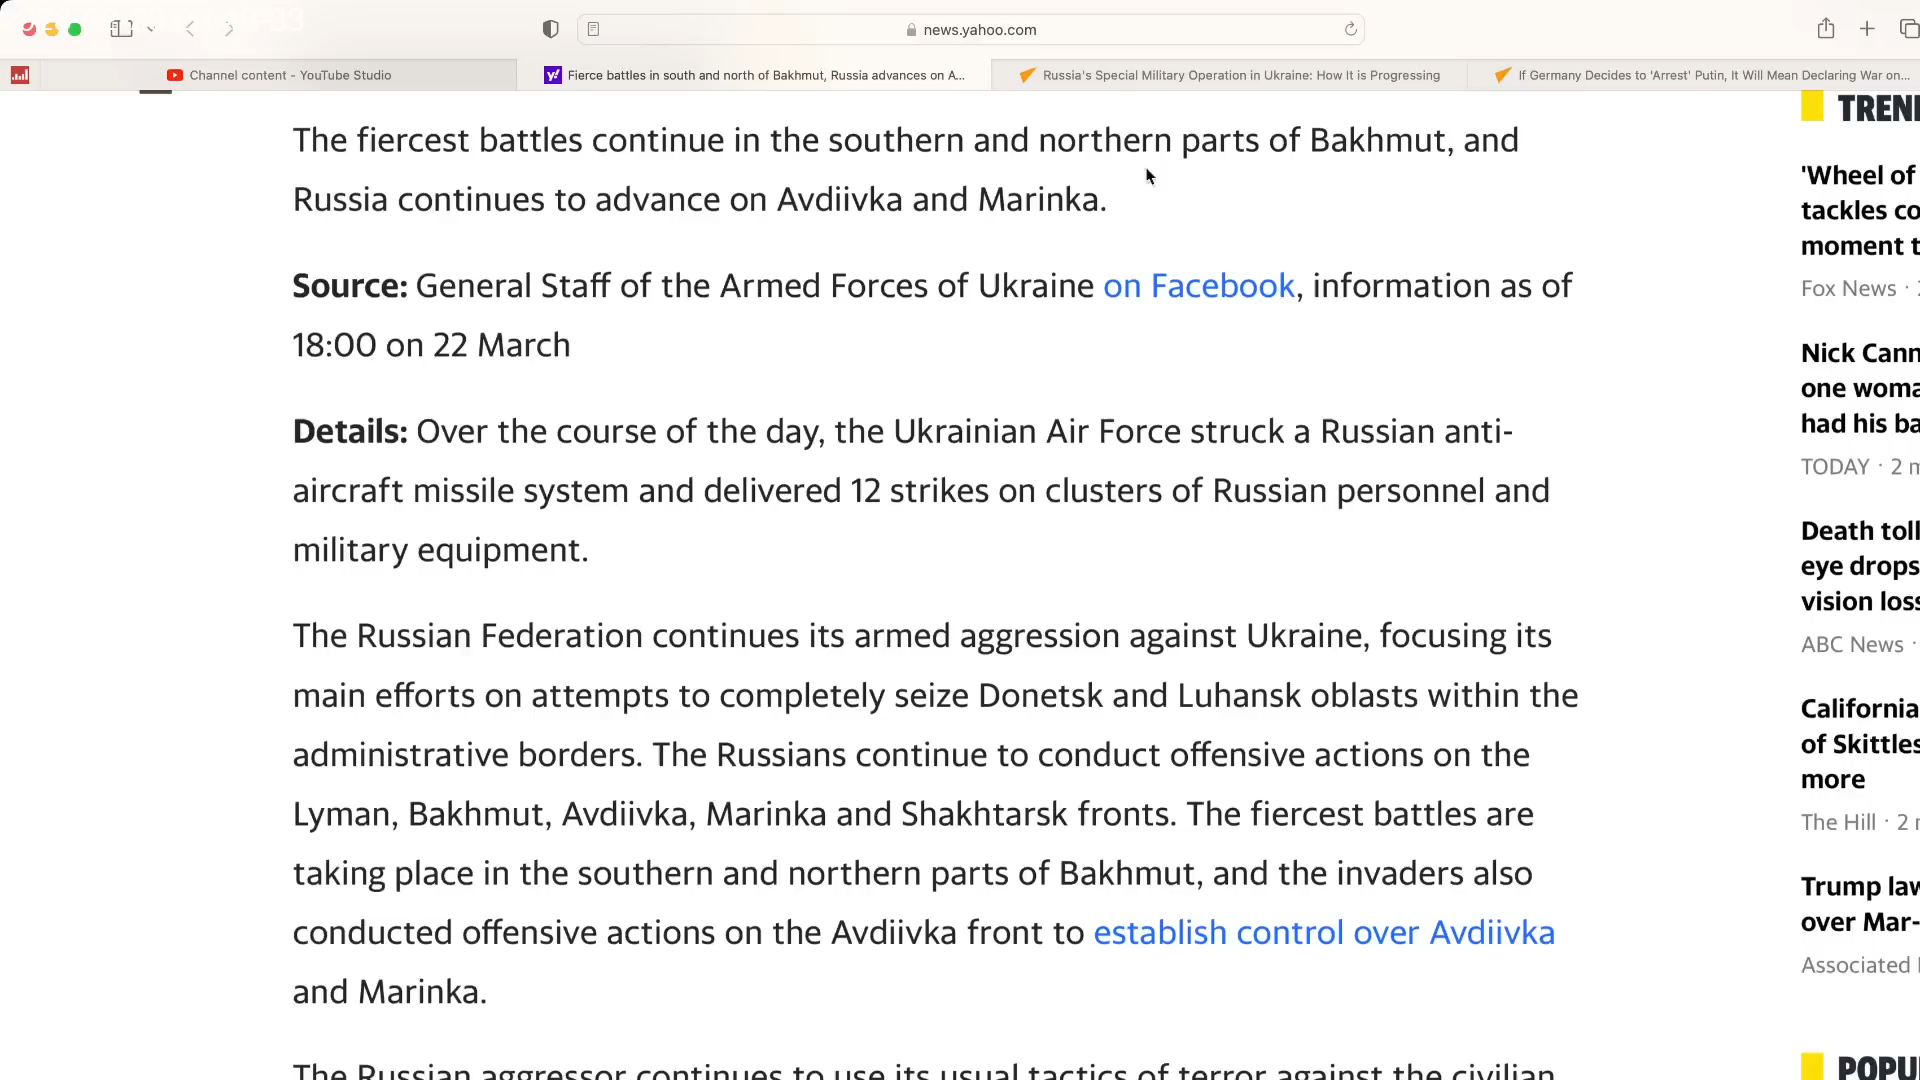 news.yahoo.com
Channel content - YouTube Studio
Fierce battles in south and north of Bakhmut, Russia advances on A...
Russia's Special Military Operation in Ukraine: How It is Progressing
If Germany Decides to 'Arrest' Putin, It Will Mean Declaring War on...
The fiercest battles continue in the southern and northern parts of Bakhmut, and
Russia continues to advance on Avdiivka and Marinka.
Source: General Staff of the Armed Forces of Ukraine on Facebook, information as of
18:00 on 22 March
Details: Over the course of the day, the Ukrainian Air Force struck a Russian anti-
aircraft missile system and delivered 12 strikes on clusters of Russian personnel and
military equipment.
The Russian Federation continues its armed aggression against Ukraine, focusing its
main efforts on attempts to completely seize Donetsk and Luhansk oblasts within the
administrative borders. The Russians continue to conduct offensive actions on the
Lyman, Bakhmut, Avdiivka, Marinka and Shakhtarsk fronts. The fiercest battles are
taking place in the southern and northern parts of Bakhmut, and the invaders also
conducted offensive actions on the Avdiivka front to establish control over Avdiivka
and Marinka.
The Russian aggressor continues to use its usual tactics of terror against the civilian
TREN
'Wheel of
tackles co
moment t
Fox News ·
Nick Cann
one woma
had his ba
TODAY · 2 m
Death toll
eye drops
vision loss
ABC News ·
California
of Skittles
more
The Hill · 2 m
Trump law
over Mar-
Associated
POPU